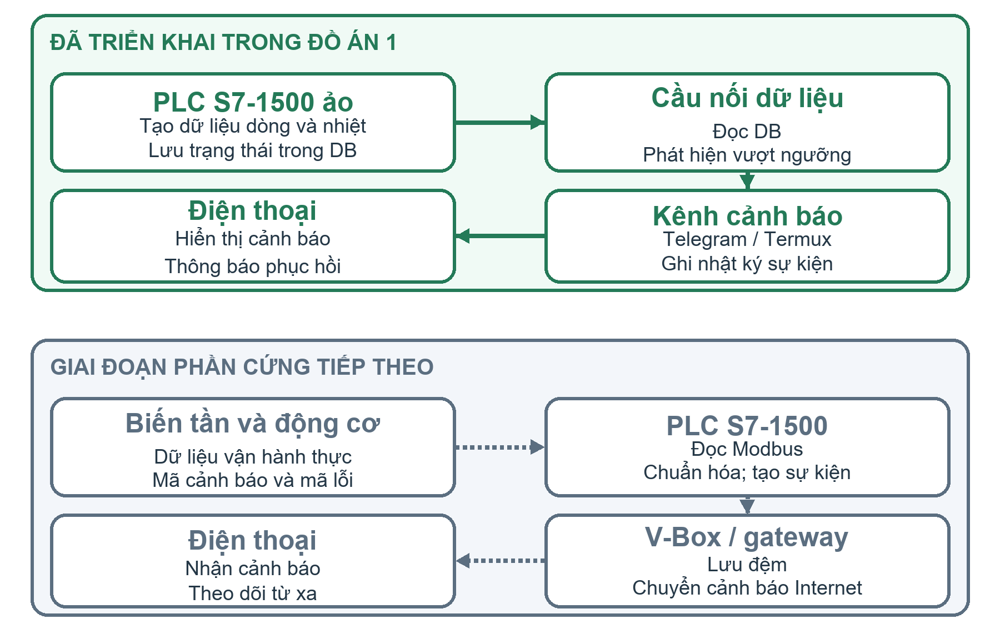 ĐÃ TRIỂN KHAI TRONG ĐỒ ÁN 1
PLC S7-1500 ảo
Tạo dữ liệu dòng và nhiệt
Lưu trạng thái trong DB
Cầu nối dữ liệu
Đọc DB
Phát hiện vượt ngưỡng
Điện thoại
Hiển thị cảnh báo
Thông báo phục hồi
Kênh cảnh báo
Telegram / Termux
Ghi nhật ký sự kiện
GIAI ĐOẠN PHẦN CỨNG TIẾP THEO
Biến tần và động cơ
Dữ liệu vận hành thực
Mã cảnh báo và mã lỗi
PLC S7-1500
Đọc Modbus
Chuẩn hóa; tạo sự kiện
Điện thoại
Nhận cảnh báo
Theo dõi từ xa
V-Box / gateway
Lưu đệm
Chuyển cảnh báo Internet